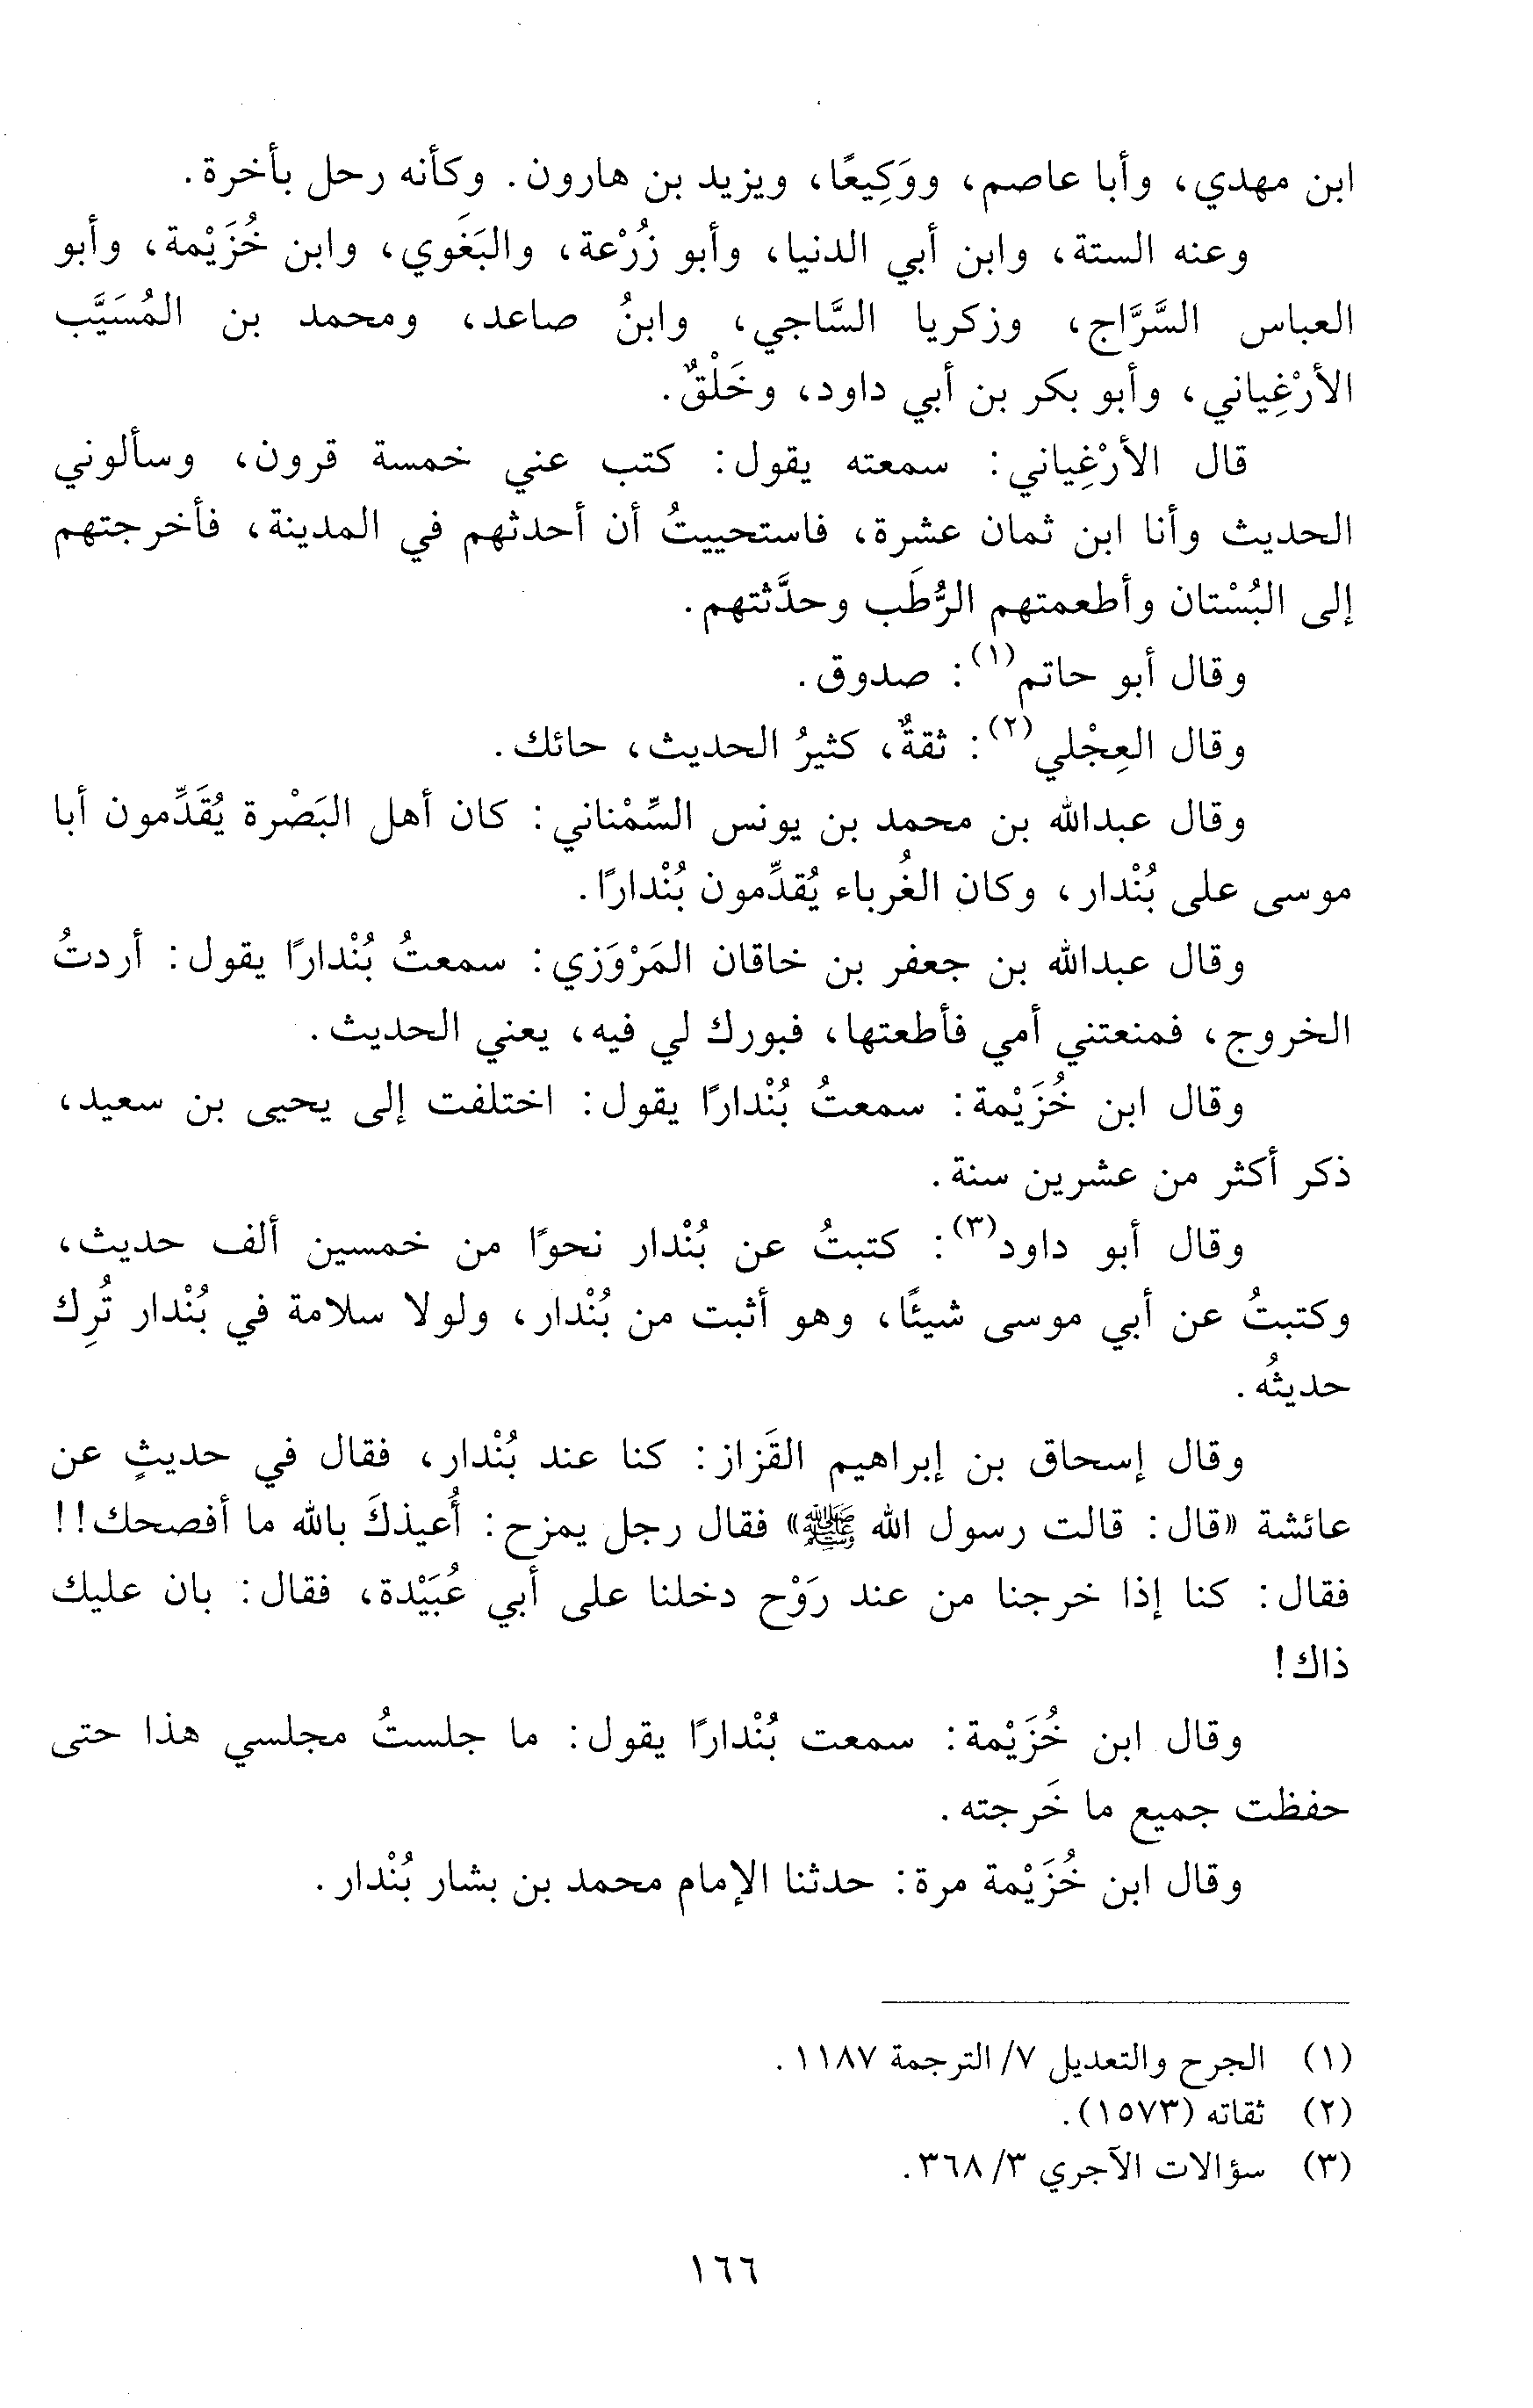 ابن مهدي، وأبا عاصم، ووَكِيعًا، ويزيد بن هارون. وكأنه رحل بأخرة.
وعنه الستة، وابن أبي الدنيا، وأبو زُرْعة، والبَغَوي، وابن خُزَيْمة، وأبو
العباس السَّرَّاج، وزكريا السَّاجي، وابنُ صاعد، ومحمد بن المُسَيَّب
الأرْغِياني، وأبو بكر بن أبي داود، وخَلْقٌ.
قال الأرْغِياني: سمعته يقول: كتب عني خمسة قرون، وسألوني
الحديث وأنا ابن ثمان عشرة، فاستحييتُ أن أحدثهم في المدينة، فأخرجتهم
إلى البُسْتان وأطعمتهم الرُّطَب وحدَّثتهم.
وقال أبو حاتم(١): صدوق.
وقال العِجْلي(٢): ثقةٌ، كثيرُ الحديث، حائك.
وقال عبدالله بن محمد بن يونس السِّمْناني: كان أهل البَصْرة يُقَدِّمون أبا
موسى على بُنْدار، وكان الغُرباء يُقدِّمون بُنْدارًا.
وقال عبدالله بن جعفر بن خاقان المَرْوَزي: سمعتُ بُنْدارًا يقول: أردتُ
الخروج، فمنعتني أمي فأطعتها، فبورك لي فيه، يعني الحديث.
وقال ابن خُزَيْمة: سمعتُ بُنْدارًا يقول: اختلفت إلى يحيى بن سعيد،
ذكر أكثر من عشرين سنة.
وقال أبو داود(٣): كتبتُ عن بُنْدار نحوًا من خمسين ألف حديث،
وكتبتُ عن أبي موسى شيئًا، وهو أثبت من بُنْدار، ولولا سلامة في بُنْدار تُرِك
حديثُه.
وقال إسحاق بن إبراهيم القَزاز: كنا عند بُنْدار، فقال في حديثٍ عن
عائشة «قال: قالت رسول الله ﷺ» فقال رجل يمزح: أُعيذكَ بالله ما أفصحك!!
فقال: كنا إذا خرجنا من عند رَوْح دخلنا على أبي عُبَيْدة، فقال: بان عليك
ذاك!
وقال ابن خُزَيْمة: سمعت بُنْدارًا يقول: ما جلستُ مجلسي هذا حتى
حفظت جميع ما خَرجته.
وقال ابن خُزَيْمة مرة: حدثنا الإمام محمد بن بشار بُنْدار.
(١) الجرح والتعديل ٧/ الترجمة ١١٨٧.
(٢) ثقاته (١٥٧٣).
(٣) سؤالات الآجري ٣/ ٣٦٨.
١٦٦